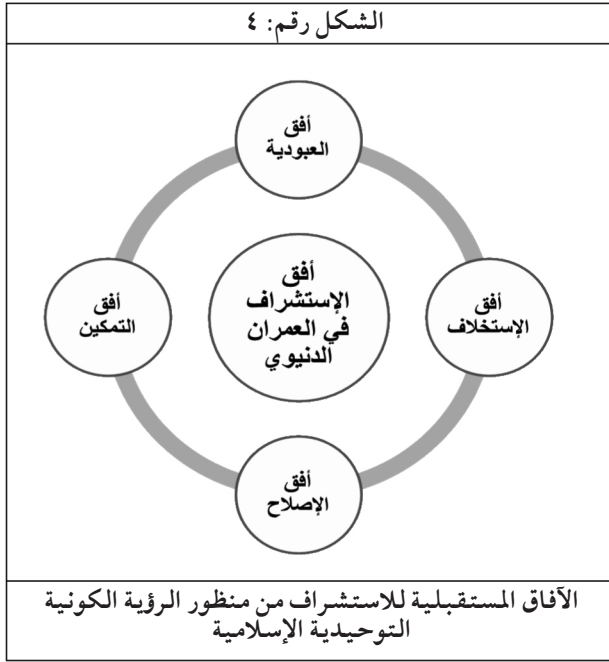 الشكل رقم: ٤
أفق
العبودية
أفق
الإستشراف
في العمران
الدنيوي
أفق
الإستخلاف
أفق
التمكين
أفق
الإصلاح
الآفاق المستقبلية للاستشراف من منظور الرؤية الكونية
التوحيدية الإسلامية